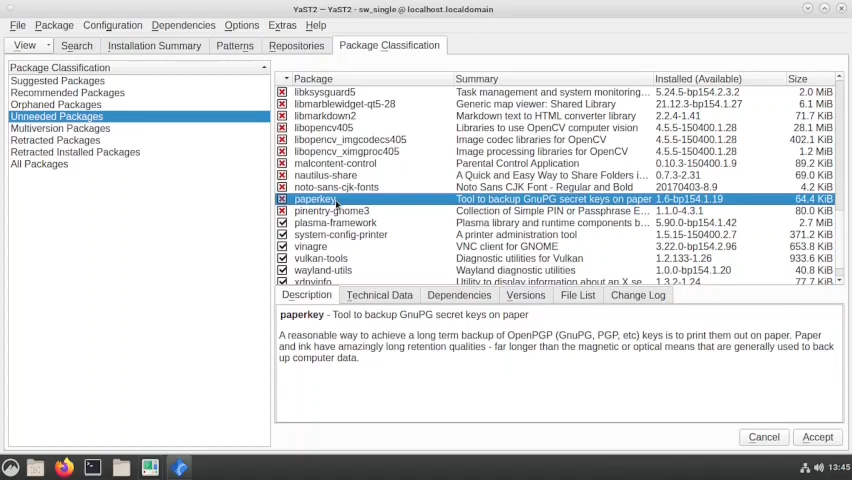 YaST2 — YaST2 - sw_single @ localhost.localdomain
File Package Configuration Dependencies Options Extras Help
View Search Installation Summary Patterns Repositories Package Classification
Package Classification
Suggested Packages
Recommended Packages
Orphaned Packages
Unneeded Packages
Multiversion Packages
Retracted Packages
Retracted Installed Packages
All Packages
Package Summary Installed (Available) Size
libksysguard5 Task management and system monitoring... 5.24.5-bp154.2.3.2 2.0 MiB
libmarblewidget-qt5-28 Generic map viewer: Shared Library 21.12.3-bp154.1.27 6.1 MiB
libmarkdown2 Markdown text to HTML converter library 2.2.4-1.41 71.7 KiB
libopencv405 Libraries to use OpenCV computer vision 4.5.5-150400.1.28 28.1 MiB
libopencv_imgcodecs405 Image codec libraries for OpenCV 4.5.5-150400.1.28 402.1 KiB
libopencv_ximgproc405 Image processing libraries for OpenCV 4.5.5-150400.1.28 1.2 MiB
malcontent-control Parental Control Application 0.10.3-150400.1.9 89.2 KiB
nautilus-share A Quick and Easy Way to Share Folders i... 0.7.3-2.31 69.0 KiB
noto-sans-cjk-fonts Noto Sans CJK Font - Regular and Bold 20170403-8.9 4.2 KiB
paperkey Tool to backup GnuPG secret keys on paper 1.6-bp154.1.19 64.4 KiB
pinentry-gnome3 Collection of Simple PIN or Passphrase E... 1.1.0-4.3.1 80.0 KiB
plasma-framework Plasma library and runtime components b... 5.90.0-bp154.1.42 2.7 MiB
system-config-printer A printer administration tool 1.5.15-150400.2.7 371.2 KiB
vinagre VNC client for GNOME 3.22.0-bp154.2.96 653.8 KiB
vulkan-tools Diagnostic utilities for Vulkan 1.2.133-1.26 933.6 KiB
wayland-utils Wayland diagnostic utilities 1.0.0-bp154.1.20 40.8 KiB
xdpyinfo Utility to display information about an X se... 1.3.2-1.24 77.7 KiB
Description Technical Data Dependencies Versions File List Change Log
paperkey - Tool to backup GnuPG secret keys on paper
A reasonable way to achieve a long term backup of OpenPGP (GnuPG, PGP, etc) keys is to print them out on paper. Paper
and ink have amazingly long retention qualities - far longer than the magnetic or optical means that are generally used to back
up computer data.
Cancel Accept
13:45